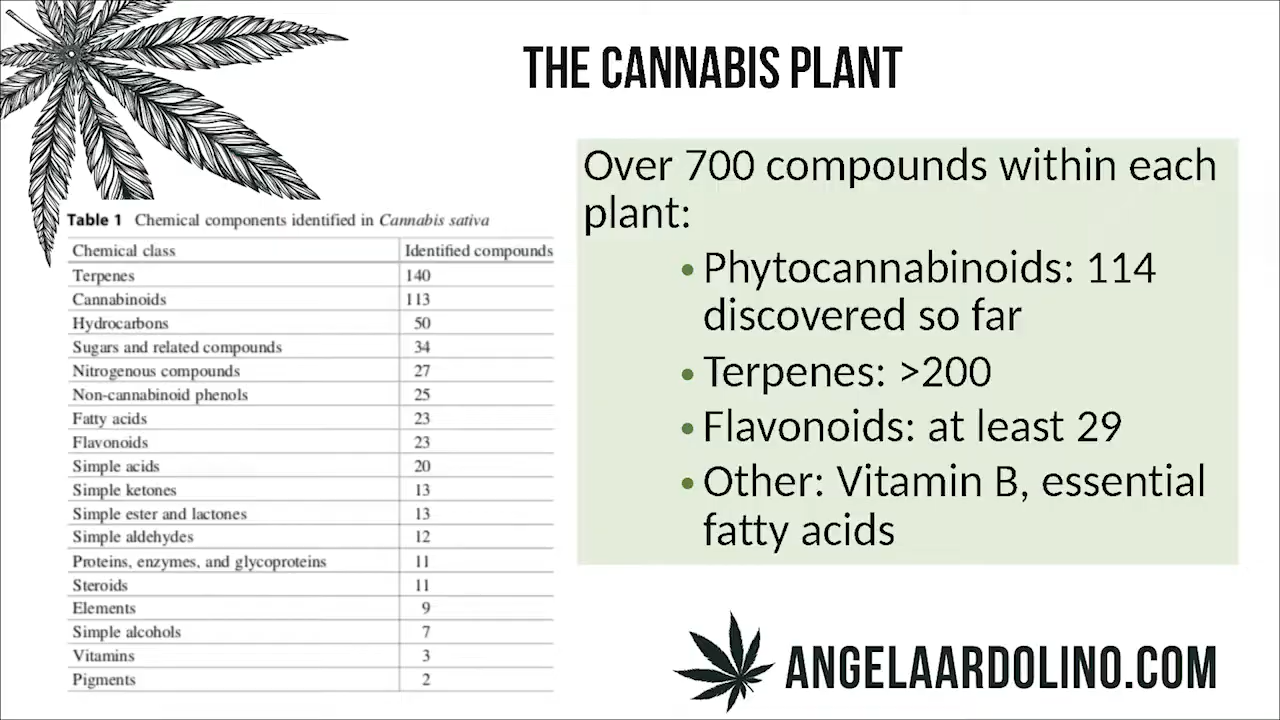 THE CANNABIS PLANT
Table 1 Chemical components identified in Cannabis sativa
Chemical class Identified compounds
Terpenes 140
Cannabinoids 113
Hydrocarbons 50
Sugars and related compounds 34
Nitrogenous compounds 27
Non-cannabinoid phenols 25
Fatty acids 23
Flavonoids 23
Simple acids 20
Simple ketones 13
Simple ester and lactones 13
Simple aldehydes 12
Proteins, enzymes, and glycoproteins 11
Steroids 11
Elements 9
Simple alcohols 7
Vitamins 3
Pigments 2
Over 700 compounds within each
plant:
• Phytocannabinoids: 114
discovered so far
• Terpenes: >200
• Flavonoids: at least 29
• Other: Vitamin B, essential
fatty acids
ANGELAARDOLINO.COM